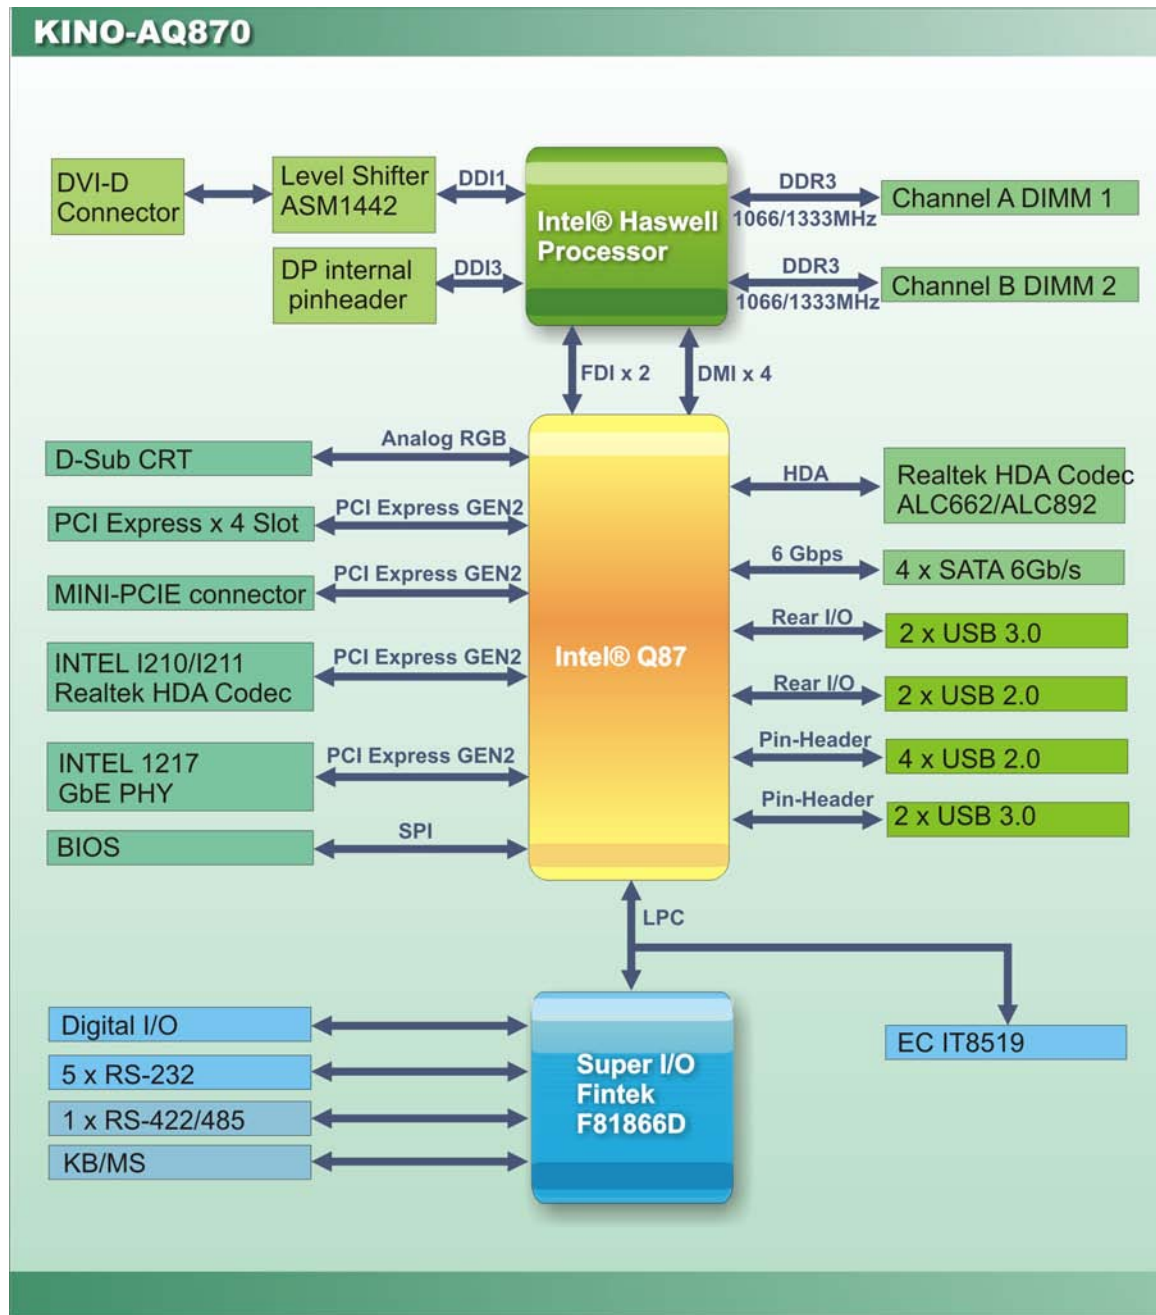 KINO-AQ870
DVI-D
Connector
Level Shifter
ASM1442
DDI1
DP internal
pinheader
DDI3
Intel® Haswell
Processor
DDR3
1066/1333MHz
Channel A DIMM 1
DDR3
1066/1333MHz
Channel B DIMM 2
FDI x 2
DMI x 4
D-Sub CRT
Analog RGB
PCI Express x 4 Slot
PCI Express GEN2
MINI-PCIE connector
PCI Express GEN2
INTEL I210/I211
Realtek HDA Codec
PCI Express GEN2
INTEL 1217
GbE PHY
PCI Express GEN2
BIOS
SPI
Intel® Q87
HDA
Realtek HDA Codec
ALC662/ALC892
6 Gbps
4 x SATA 6Gb/s
Rear I/O
2 x USB 3.0
Rear I/O
2 x USB 2.0
Pin-Header
4 x USB 2.0
Pin-Header
2 x USB 3.0
LPC
Digital I/O
5 x RS-232
1 x RS-422/485
KB/MS
Super I/O
Fintek
F81866D
EC IT8519